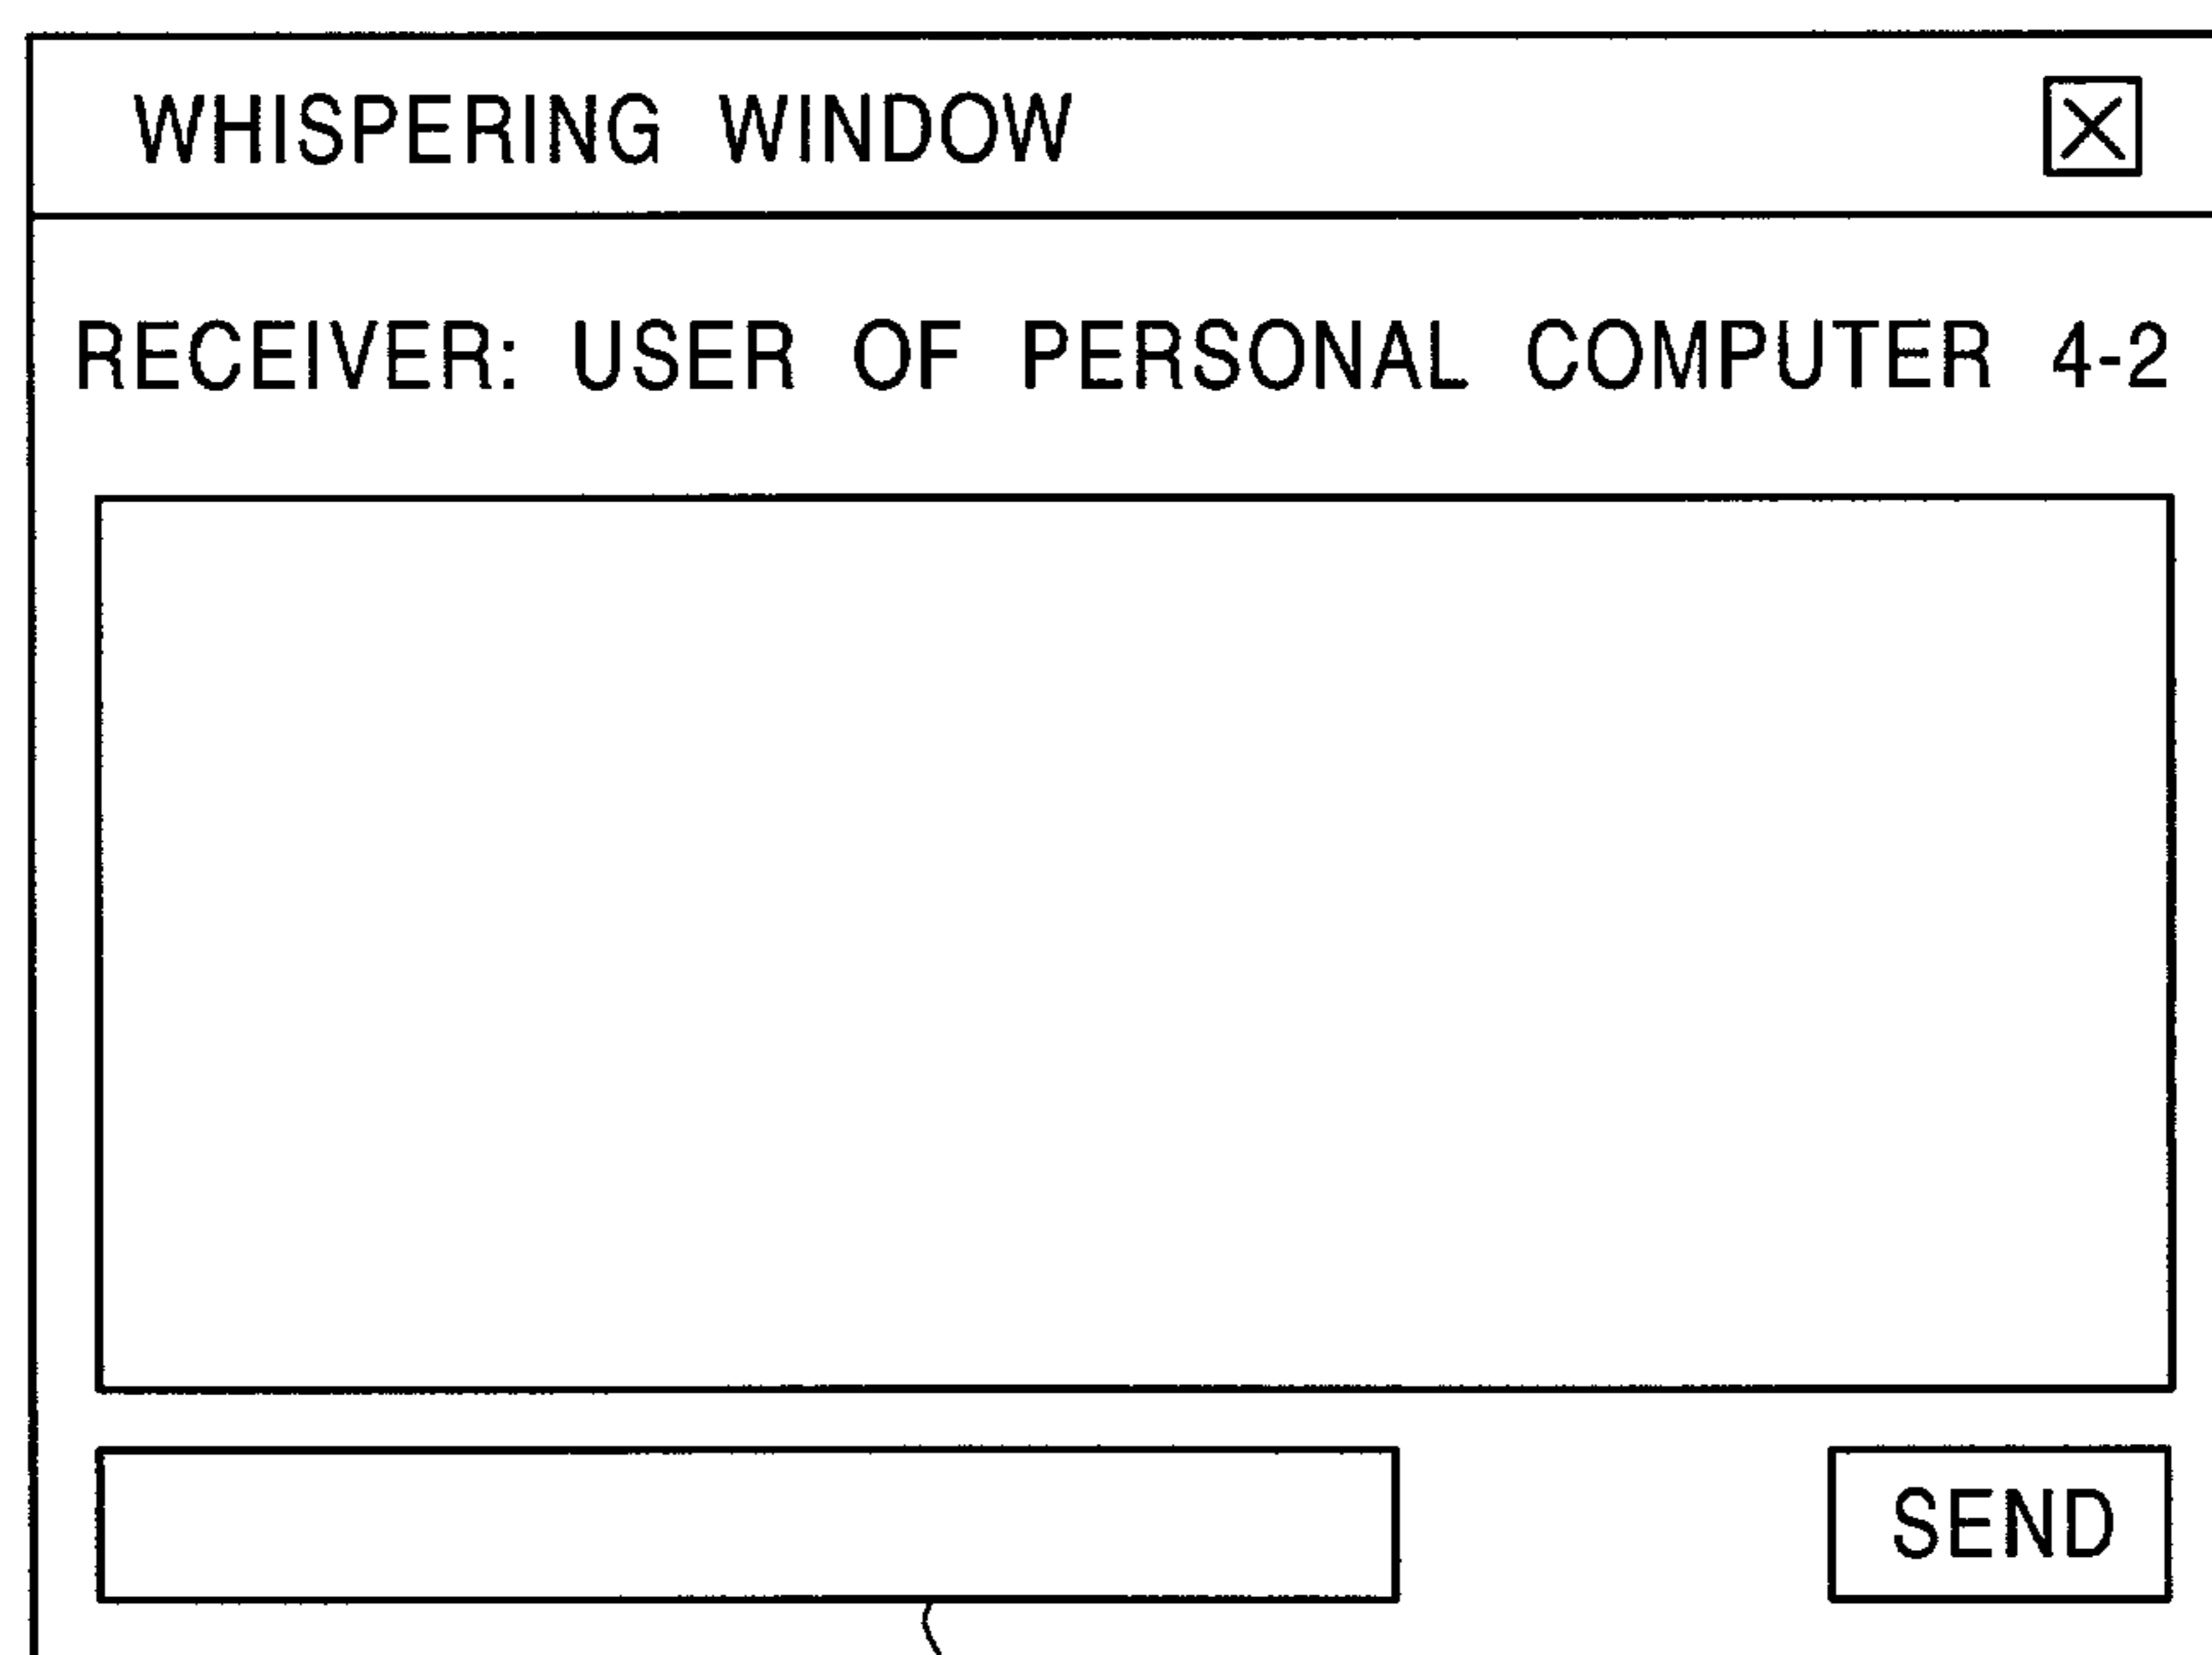 WHISPERING WINDOW
RECEIVER: USER OF PERSONAL COMPUTER 4-2
SEND